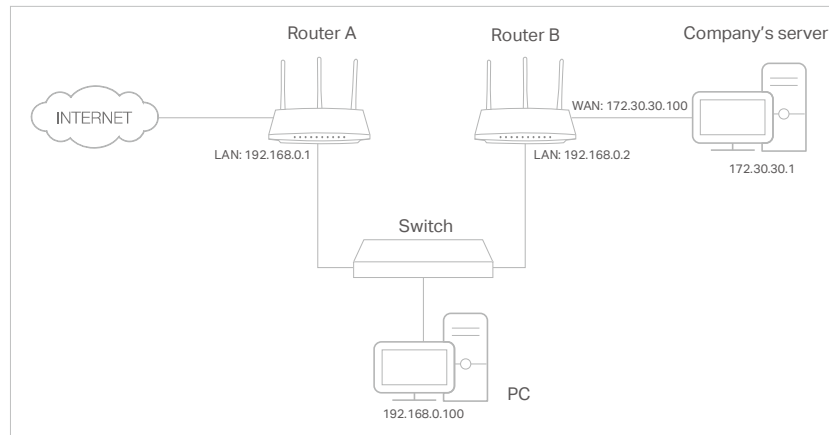 Router A
Router B
Company's server
INTERNET
WAN: 172.30.30.100
LAN: 192.168.0.1
LAN: 192.168.0.2
172.30.30.1
Switch
PC
192.168.0.100